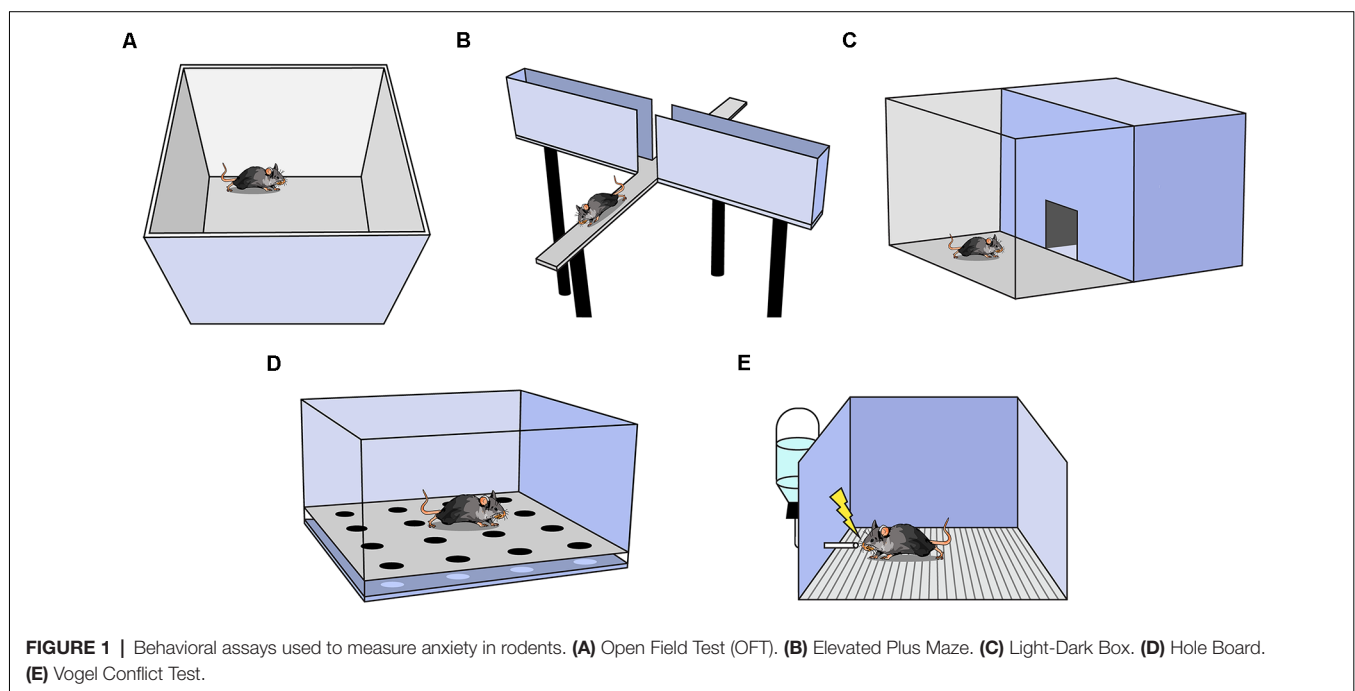 A
B
C
D
E
FIGURE 1 | Behavioral assays used to measure anxiety in rodents. (A) Open Field Test (OFT). (B) Elevated Plus Maze. (C) Light-Dark Box. (D) Hole Board.
(E) Vogel Conflict Test.